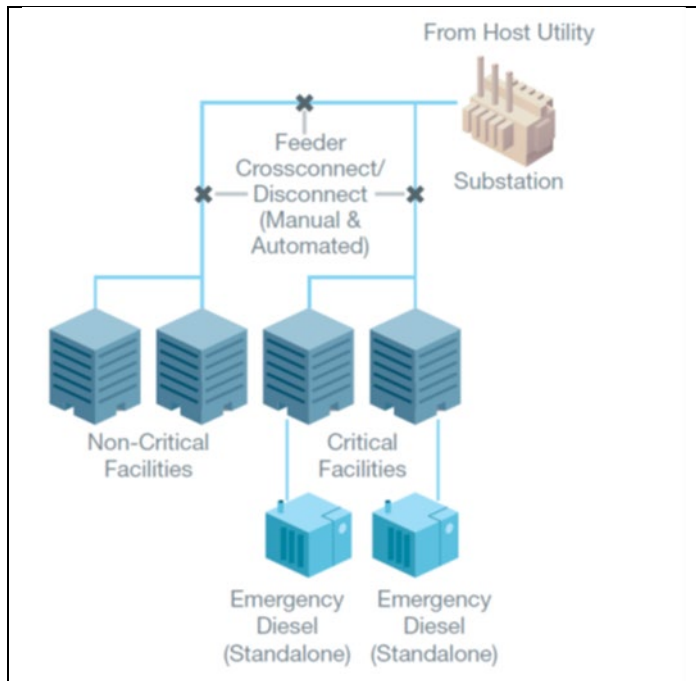 From Host Utility
Feeder
Crossconnect/
Disconnect
(Manual &
Automated)
Substation
Non-Critical
Facilities
Critical
Facilities
Emergency
Diesel
(Standalone)
Emergency
Diesel
(Standalone)